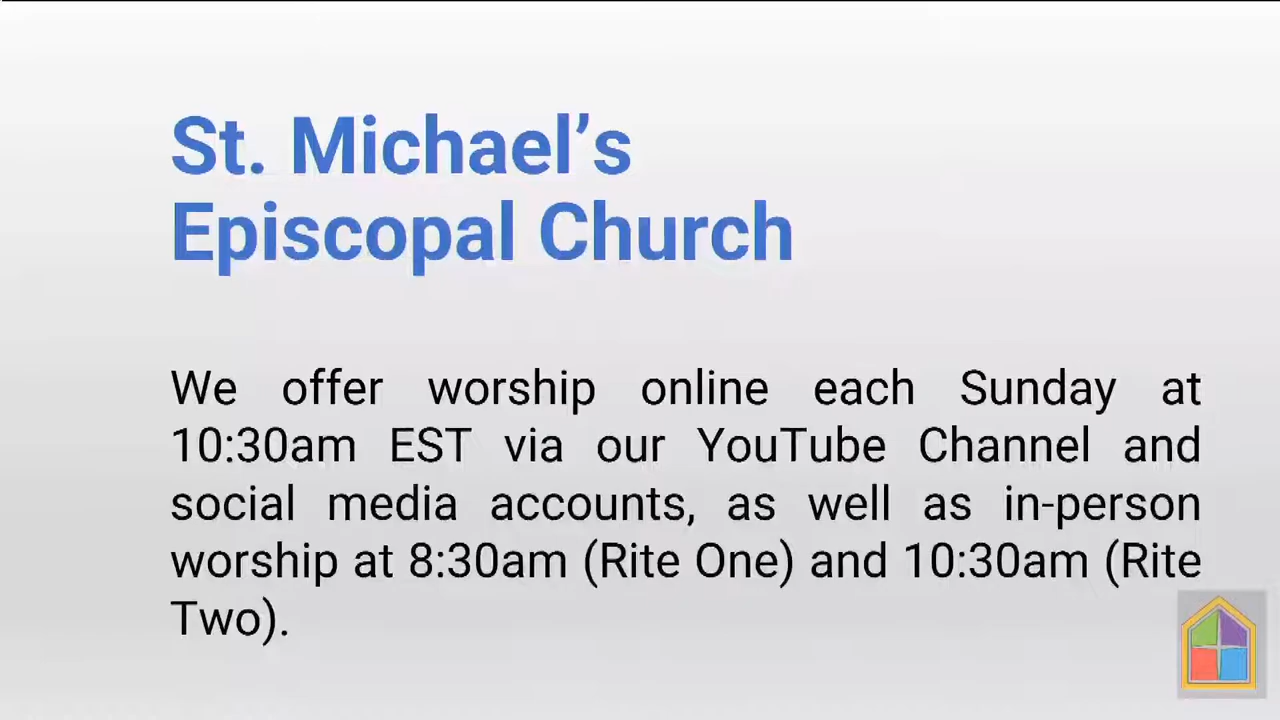 St. Michael’s
Episcopal Church
We offer worship online each Sunday at
10:30am EST via our YouTube Channel and
social media accounts, as well as in-person
worship at 8:30am (Rite One) and 10:30am (Rite
Two).